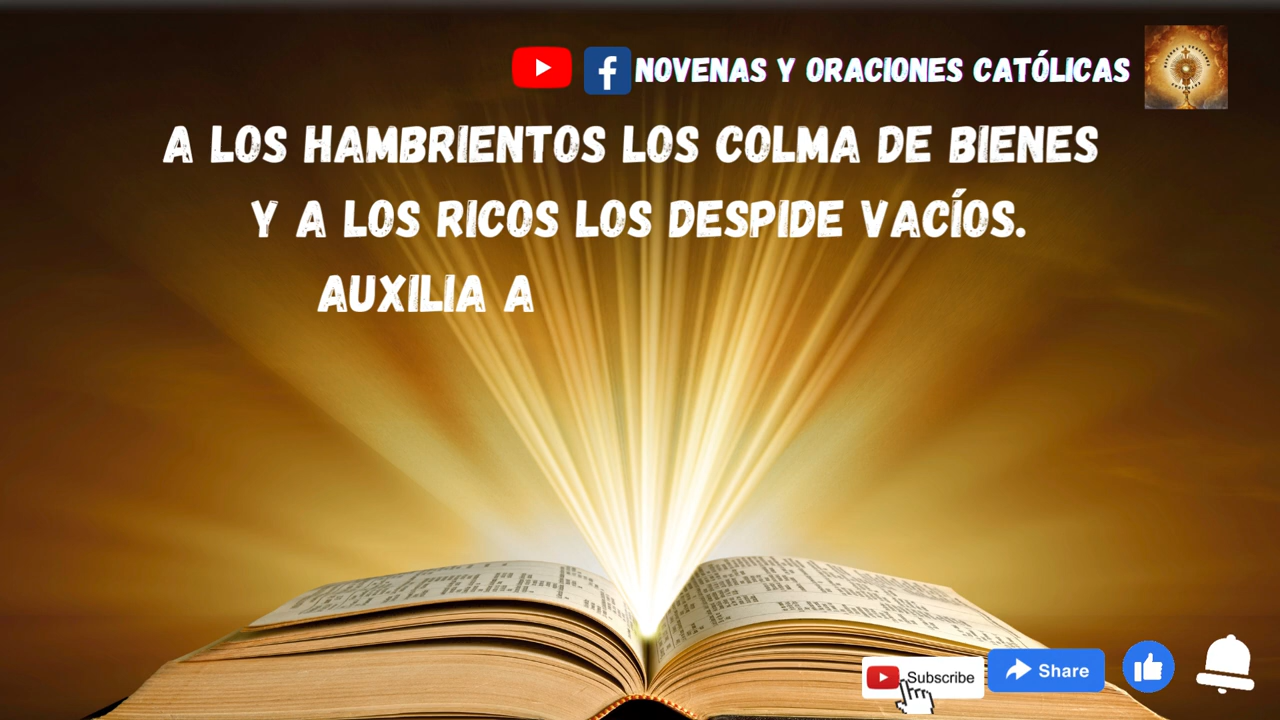 NOVENAS Y ORACIONES CATÓLICAS
A LOS HAMBRIENTOS LOS COLMA DE BIENES
Y A LOS RICOS LOS DESPIDE VACÍOS.
AUXILIA A
Subscribe
Share